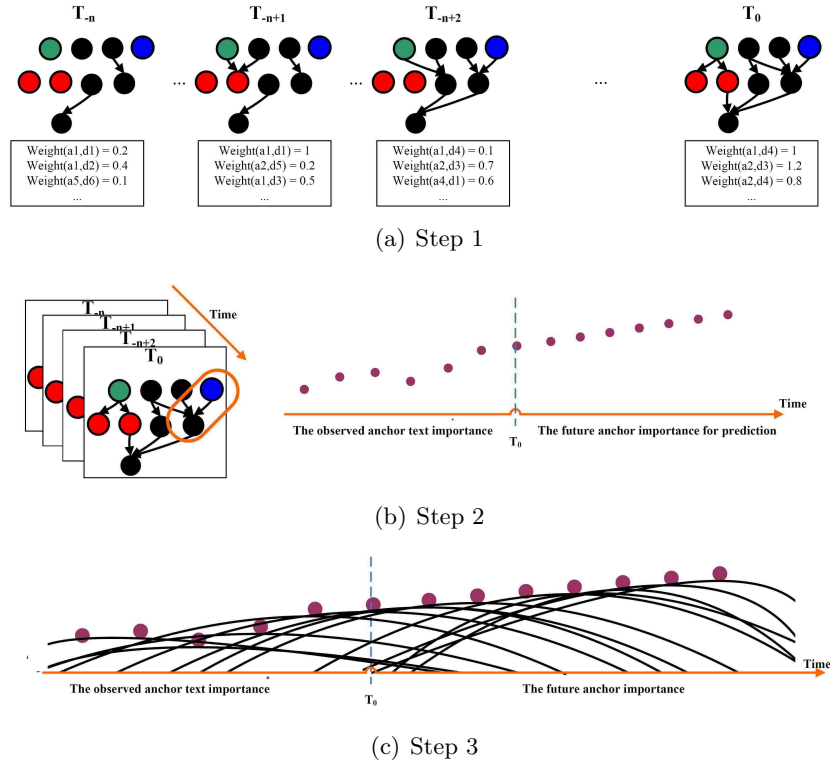 T-n
T-n+1
T-n+2
T0
... ... ...
Weight(a1,d1) = 0.2
Weight(a1,d2) = 0.4
Weight(a5,d6) = 0.1
...
Weight(a1,d1) = 1
Weight(a2,d5) = 0.2
Weight(a1,d3) = 0.5
...
Weight(a1,d4) = 0.1
Weight(a2,d3) = 0.7
Weight(a4,d1) = 0.6
...
Weight(a1,d4) = 1
Weight(a2,d3) = 1.2
Weight(a2,d4) = 0.8
...
(a) Step 1
T-n
T-n+1
T-n+2
T0
Time
Time
The observed anchor text importance
T0
The future anchor importance for prediction
(b) Step 2
Time
The observed anchor text importance
T0
The future anchor importance
(c) Step 3